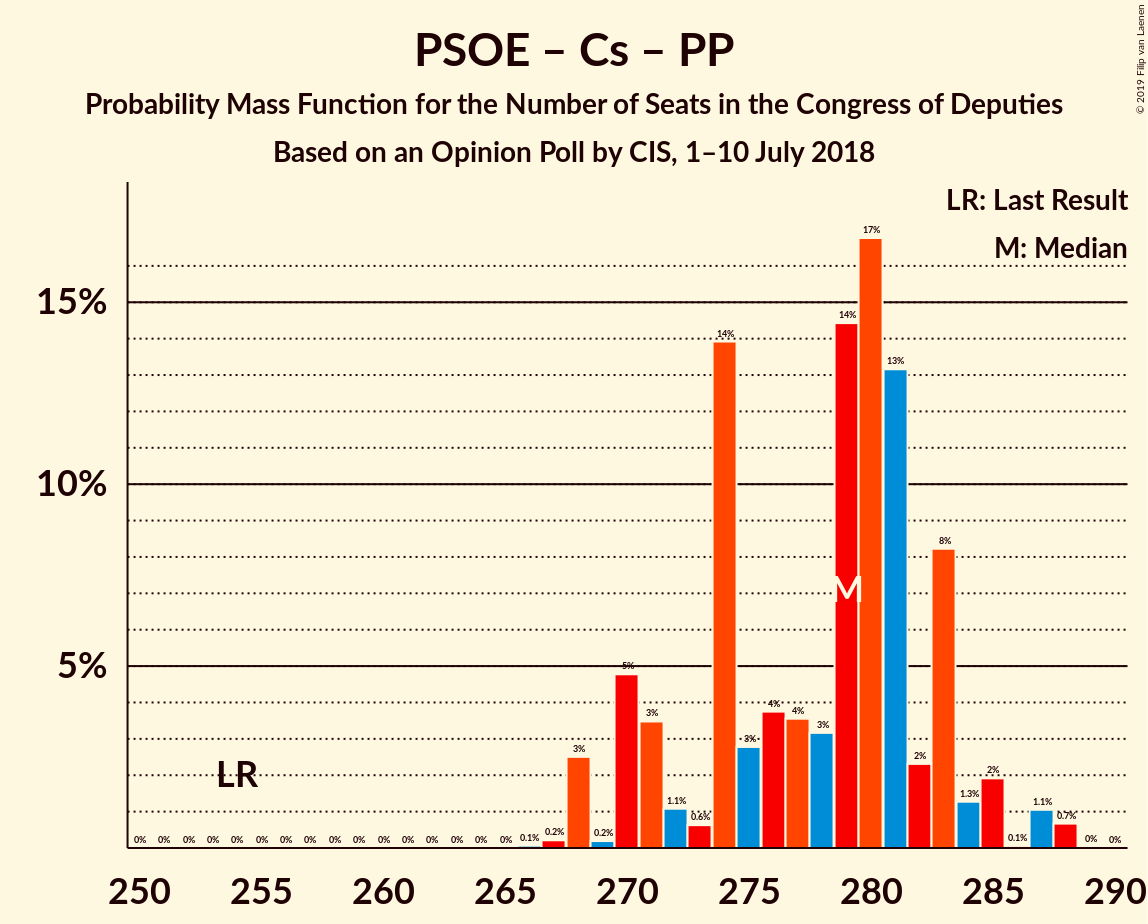 PSOE – Cs – PP
Probability Mass Function for the Number of Seats in the Congress of Deputies
Based on an Opinion Poll by CIS, 1–10 July 2018
© 2019 Filip van Laenen
LR: Last Result
M: Median
15%
10%
5%
LR
M
0% 0% 0% 0% 0% 0% 0% 0% 0% 0% 0% 0% 0% 0% 0% 0% 0.1% 0.2% 3% 0.2% 5% 3% 1.1% 0.6% 14% 3% 4% 4% 3% 14% 17% 13% 2% 8% 1.3% 2% 0.1% 1.1% 0.7% 0% 0%
250 255 260 265 270 275 280 285 290